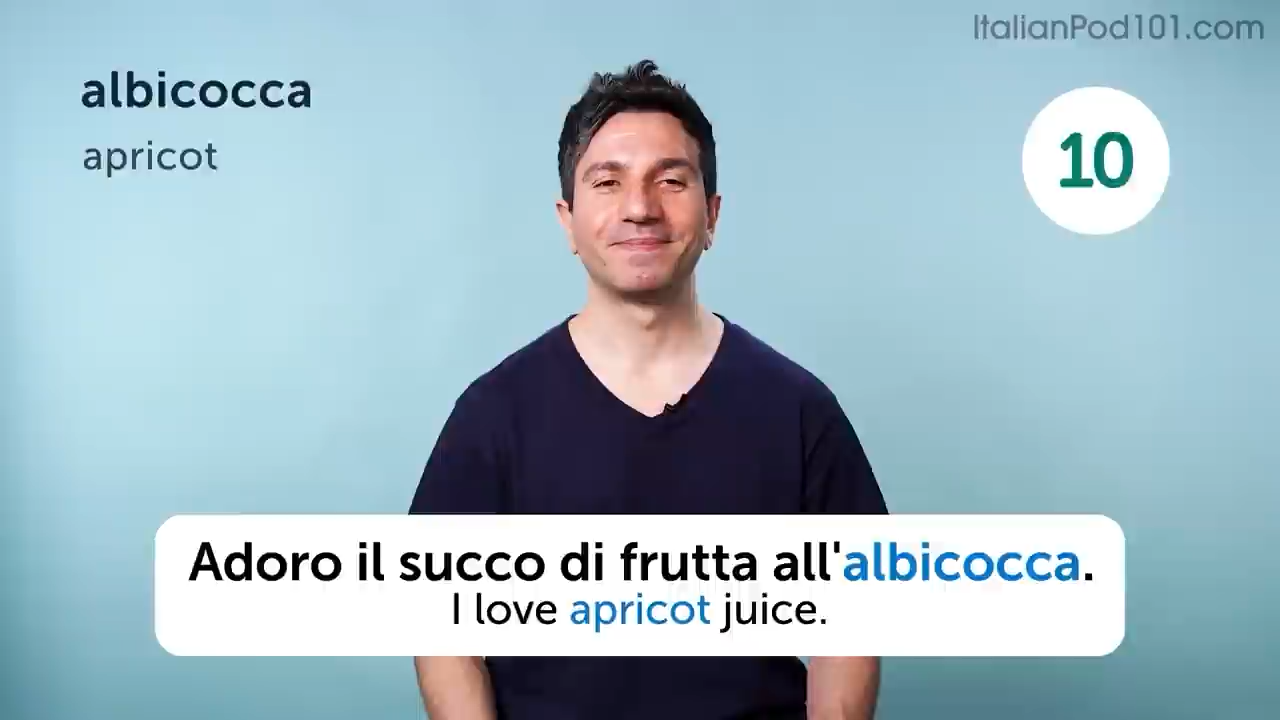 ItalianPod101.com
albicocca
apricot
10
Adoro il succo di frutta all'albicocca.
I love apricot juice.